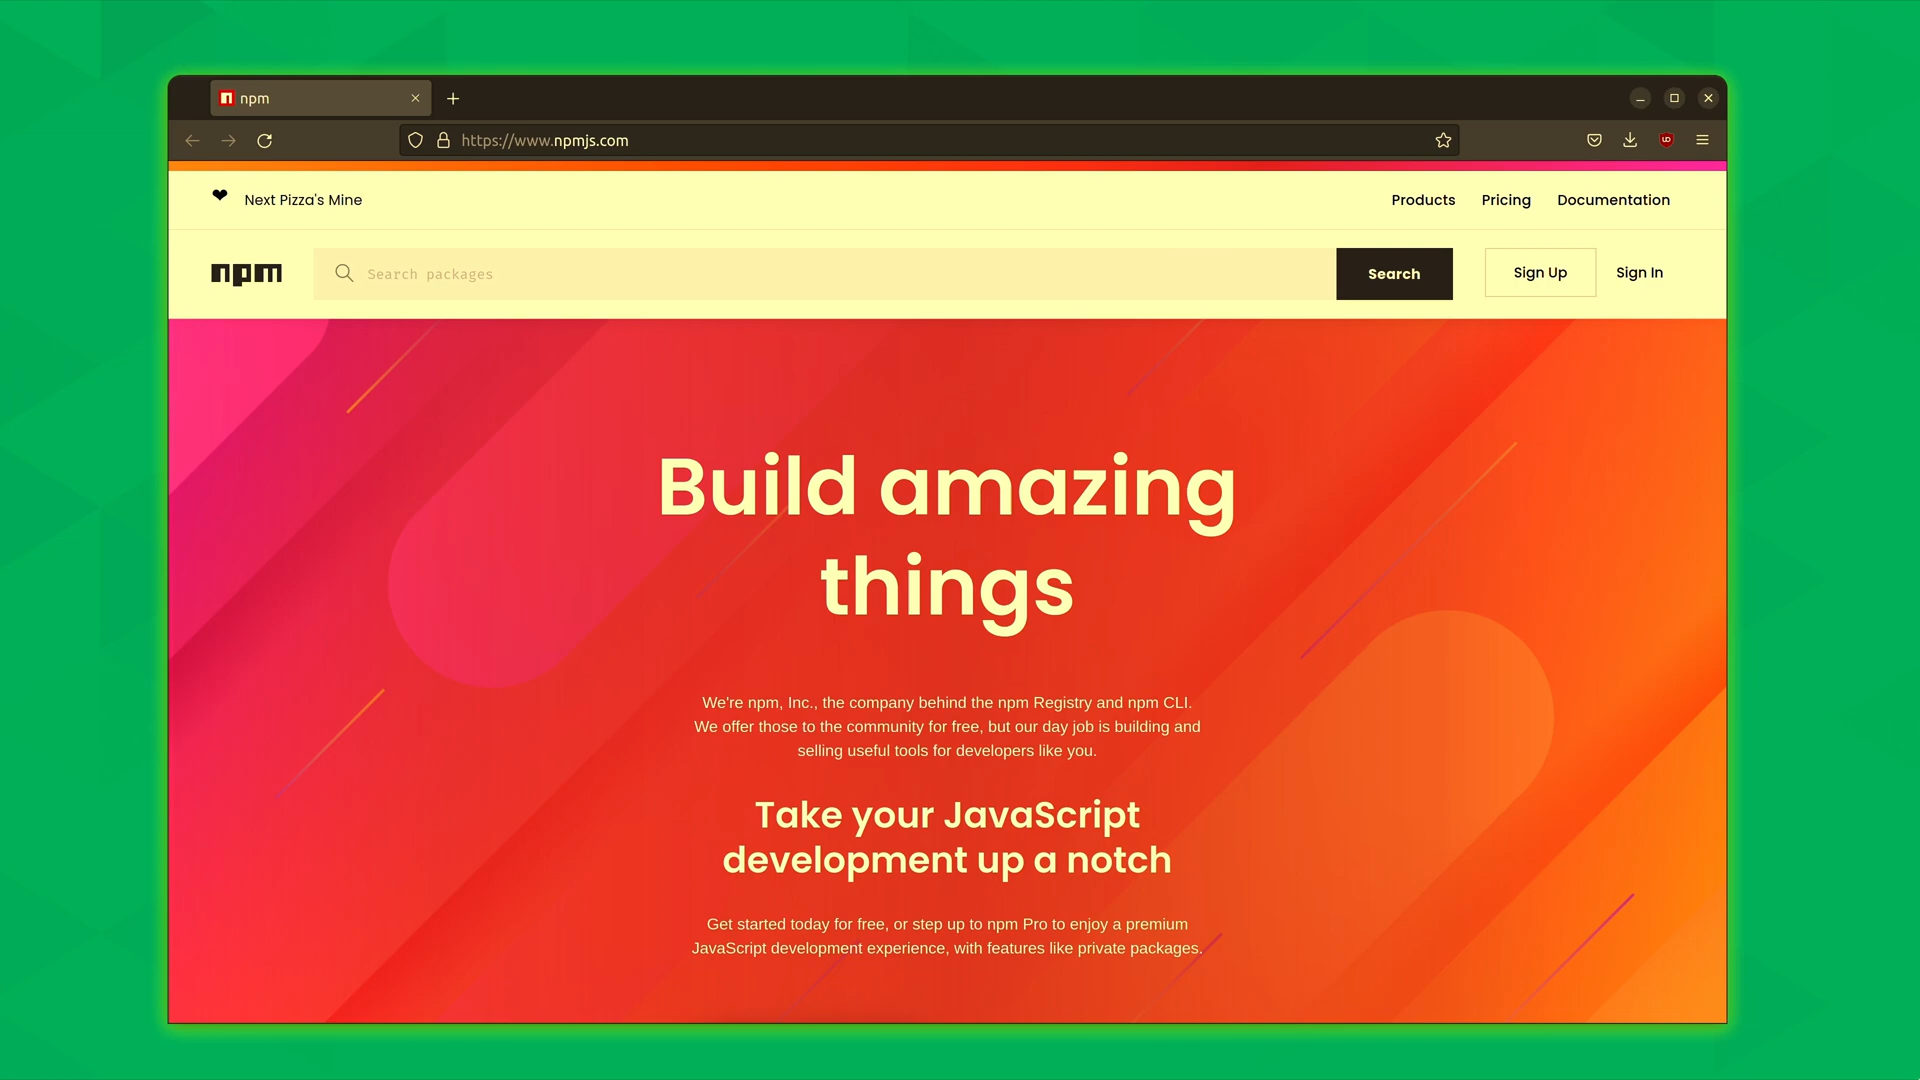 npm
https://www.npmjs.com
❤ Next Pizza's Mine
Products Pricing Documentation
npm
Search packages
Search
Sign Up
Sign In
Build amazing
things
We're npm, Inc., the company behind the npm Registry and npm CLI.
We offer those to the community for free, but our day job is building and
selling useful tools for developers like you.
Take your JavaScript
development up a notch
Get started today for free, or step up to npm Pro to enjoy a premium
JavaScript development experience, with features like private packages.